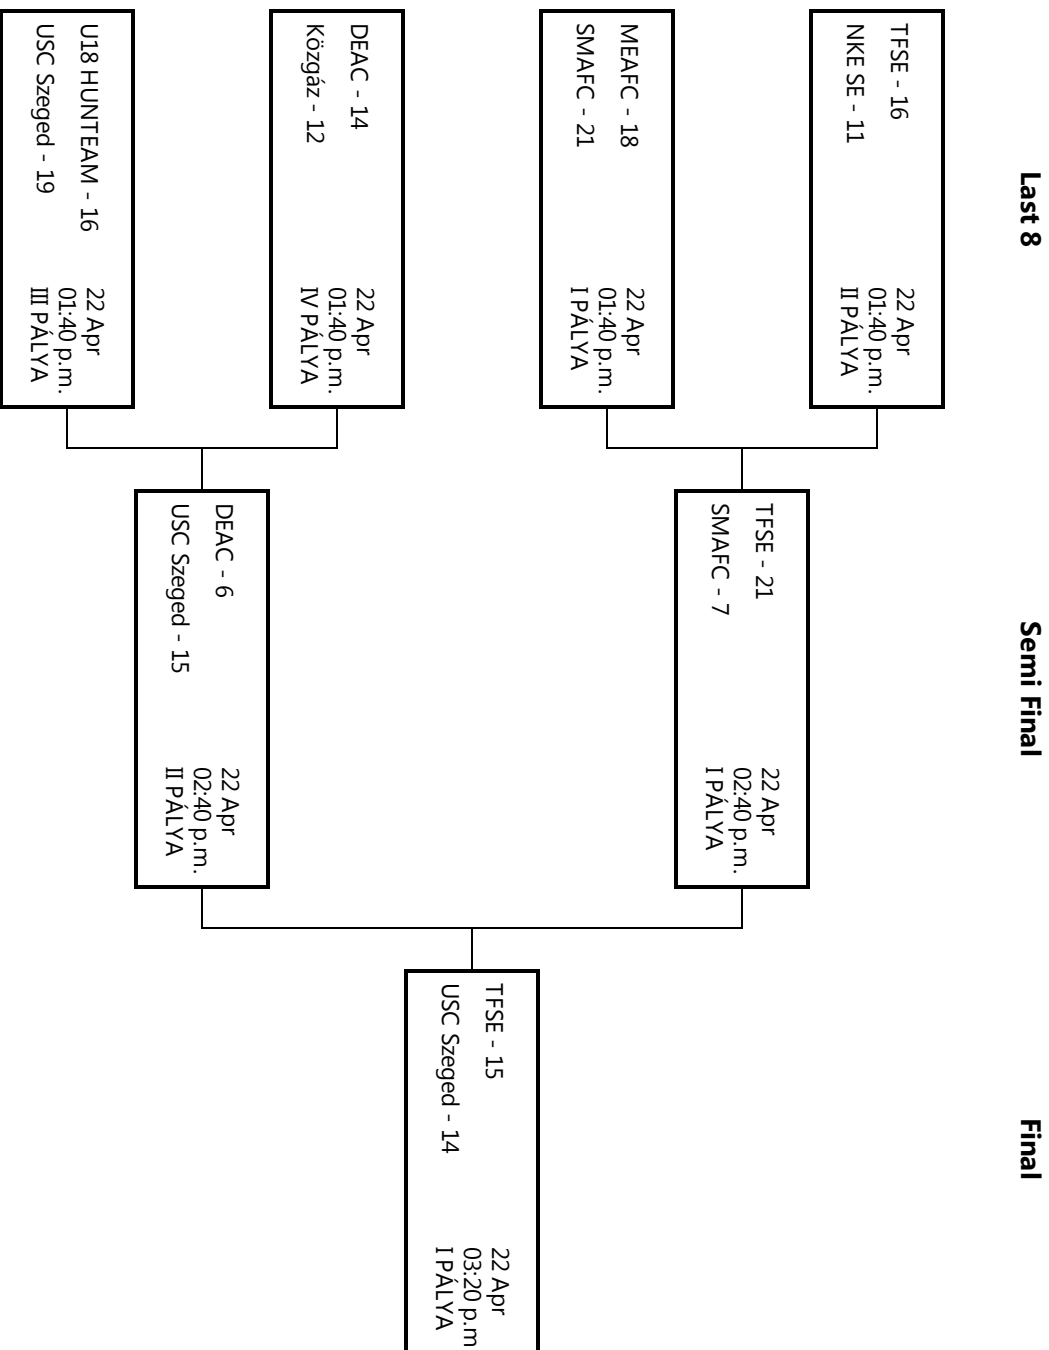 Last 8
Semi Final
Final
TFSE - 16
NKE SE - 11
22 Apr
01:40 p.m.
II PÁLYA
MEAFC - 18
SMAFC - 21
22 Apr
01:40 p.m.
I PÁLYA
DEAC - 14
Közgáz - 12
22 Apr
01:40 p.m.
IV PÁLYA
U18 HUNTEAM - 16
USC Szeged - 19
22 Apr
01:40 p.m.
III PÁLYA
TFSE - 21
SMAFC - 7
22 Apr
02:40 p.m.
I PÁLYA
DEAC - 6
USC Szeged - 15
22 Apr
02:40 p.m.
II PÁLYA
TFSE - 15
USC Szeged - 14
22 Apr
03:20 p.m
I PÁLYA